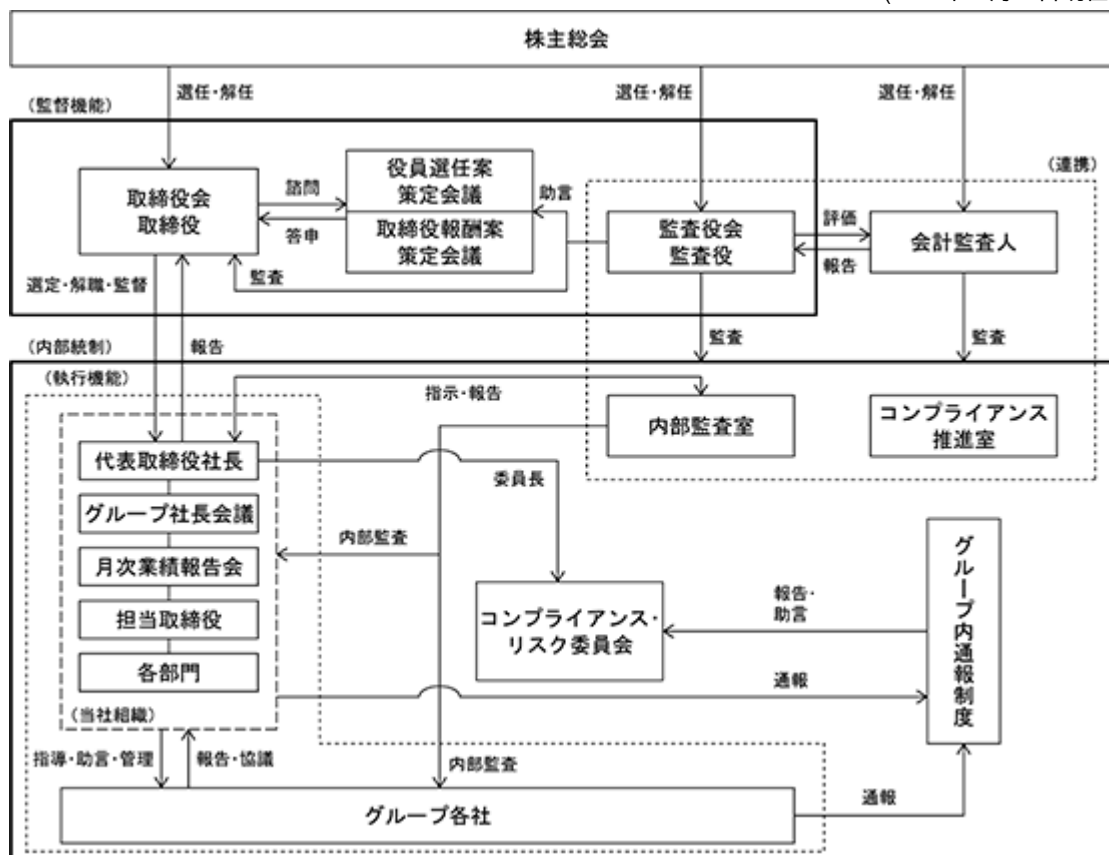 株主総会
選任・解任
選任・解任
選任・解任
(監督機能)
(連携)
取締役会
取締役
諮問
答申
役員選任案
策定会議
取締役報酬案
策定会議
助言
監査役会
監査役
評価
報告
会計監査人
監査
選定・解職・監督
報告
監査
監査
(内部統制)
(執行機能)
指示・報告
内部監査室
コンプライアンス
推進室
代表取締役社長
委員長
グループ社長会議
内部監査
月次業績報告会
担当取締役
各部門
コンプライアンス・
リスク委員会
報告・
助言
グループ内通報制度
通報
(当社組織)
指導・助言・管理
報告・協議
内部監査
グループ各社
通報